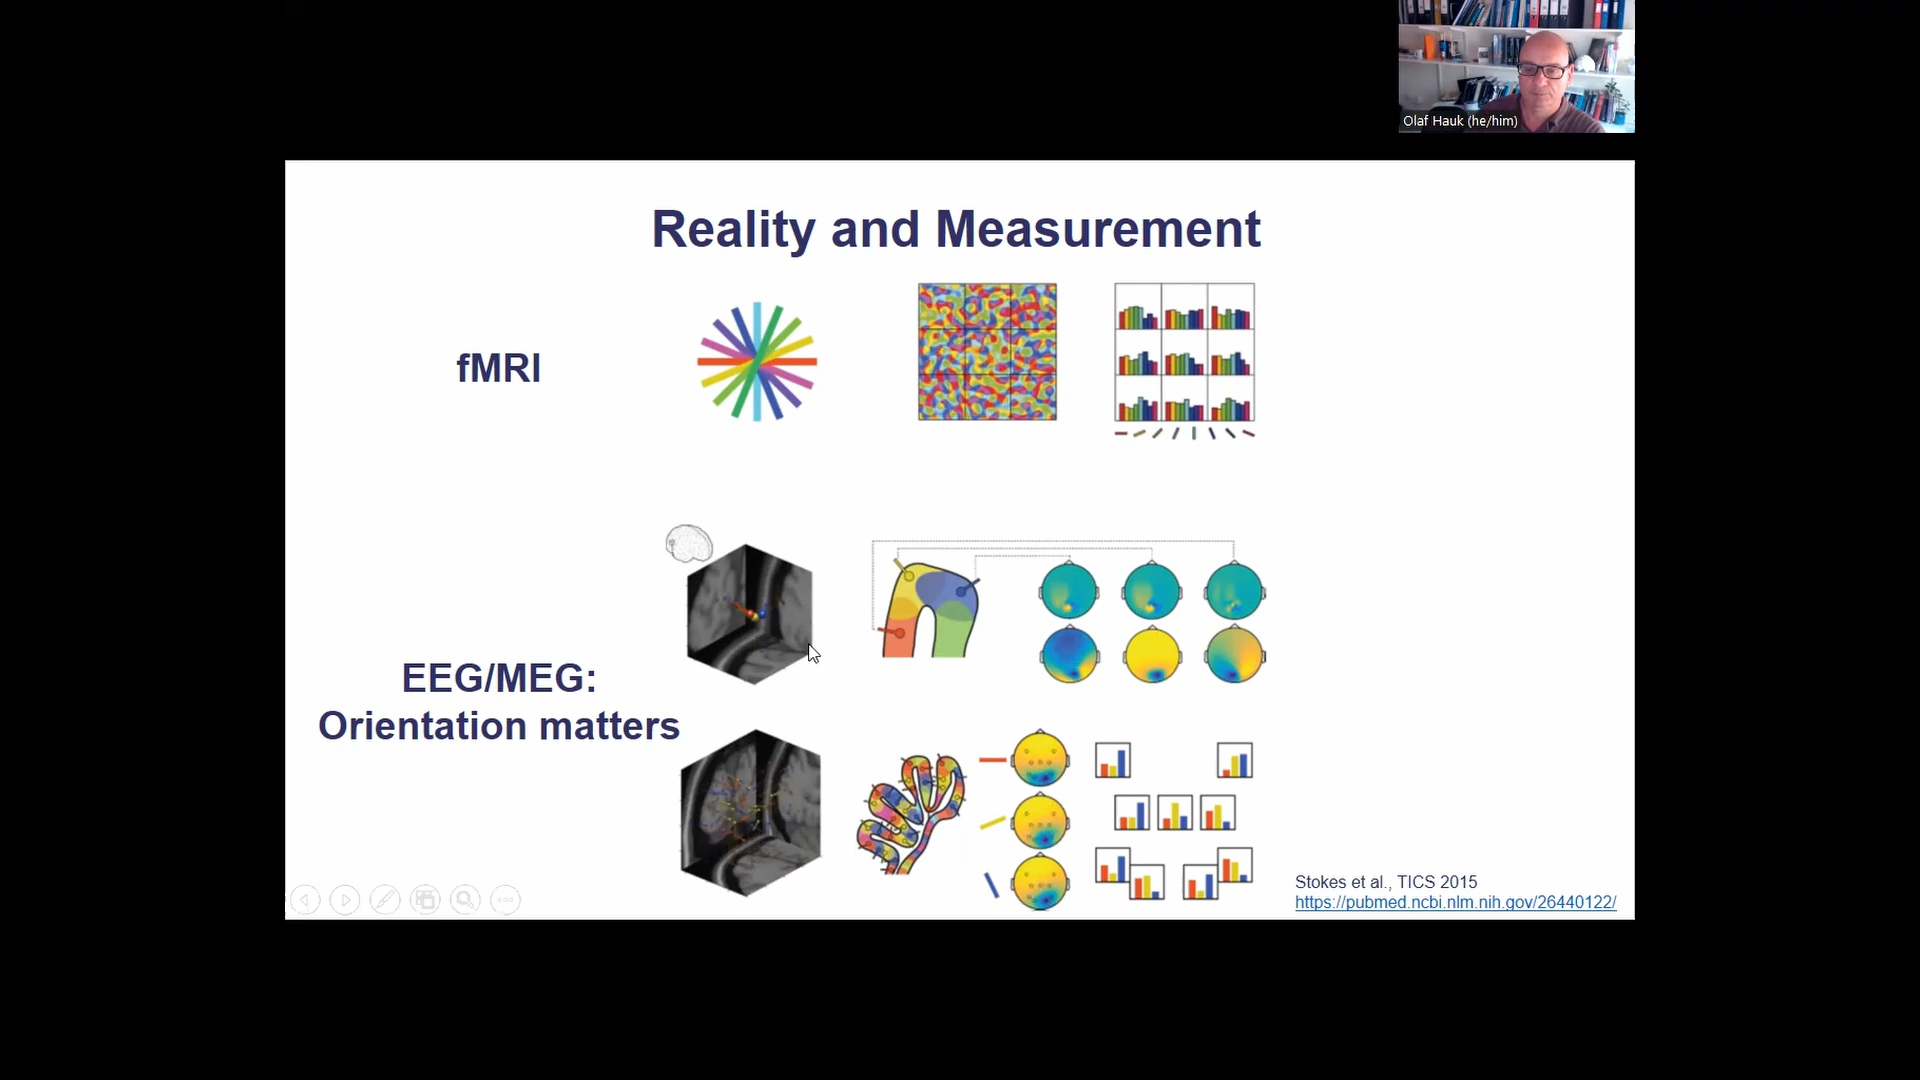 Olaf Hauk (he/him)
Reality and Measurement
fMRI
EEG/MEG:
Orientation matters
Stokes et al., TICS 2015
https://pubmed.ncbi.nlm.nih.gov/26440122/